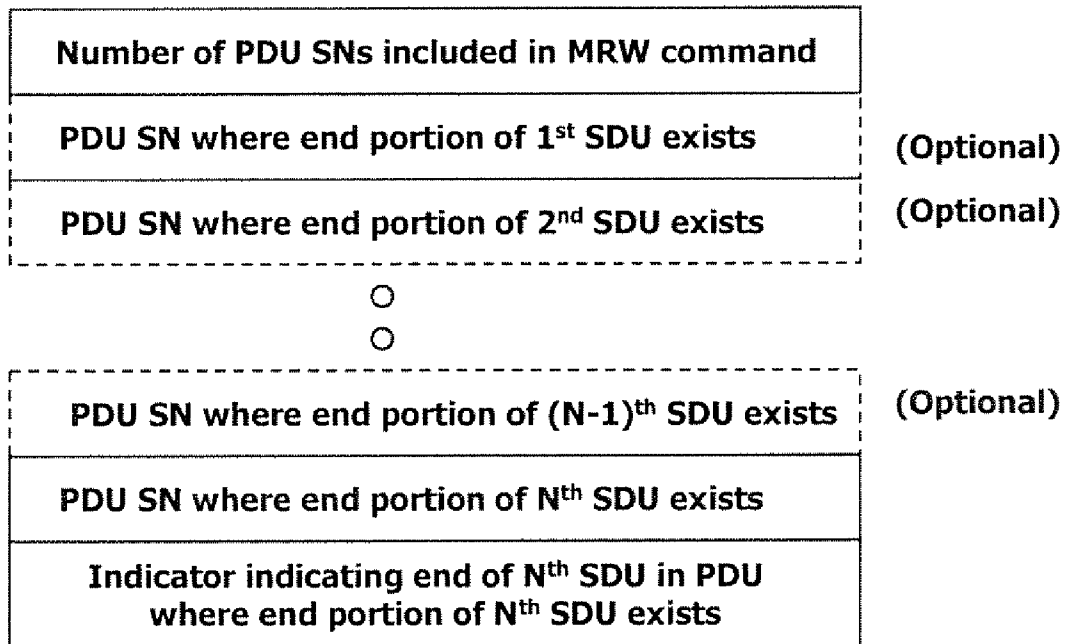 Number of PDU SNs included in MRW command
PDU SN where end portion of 1st SDU exists
(Optional)
PDU SN where end portion of 2nd SDU exists
(Optional)
PDU SN where end portion of (N-1)th SDU exists
(Optional)
PDU SN where end portion of Nth SDU exists
Indicator indicating end of Nth SDU in PDU
where end portion of Nth SDU exists